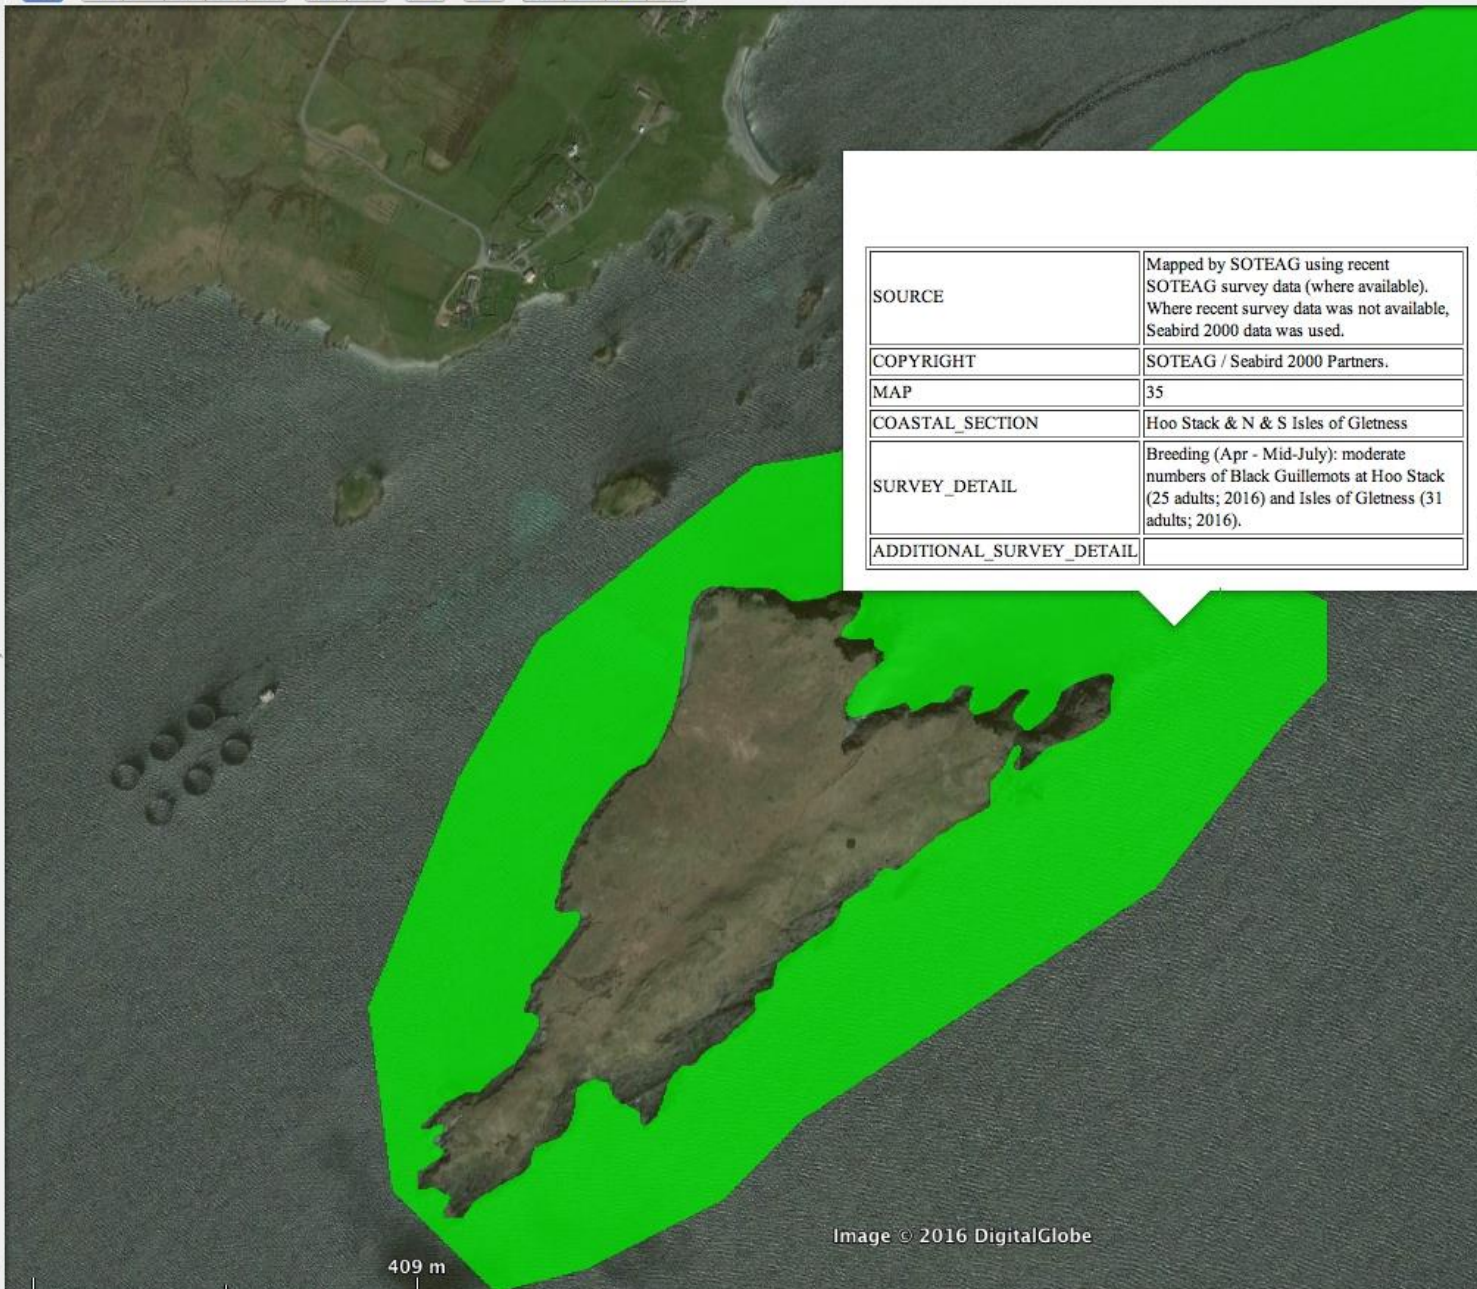 SOURCE
Mapped by SOTEAG using recent
SOTEAG survey data (where available).
Where recent survey data was not available,
Seabird 2000 data was used.
COPYRIGHT
SOTEAG / Seabird 2000 Partners.
MAP
35
COASTAL_SECTION
Hoo Stack & N & S Isles of Gletness
SURVEY_DETAIL
Breeding (Apr - Mid-July): moderate
numbers of Black Guillemots at Hoo Stack
(25 adults; 2016) and Isles of Gletness (31
adults; 2016).
ADDITIONAL_SURVEY_DETAIL
Image © 2016 DigitalGlobe
409 m